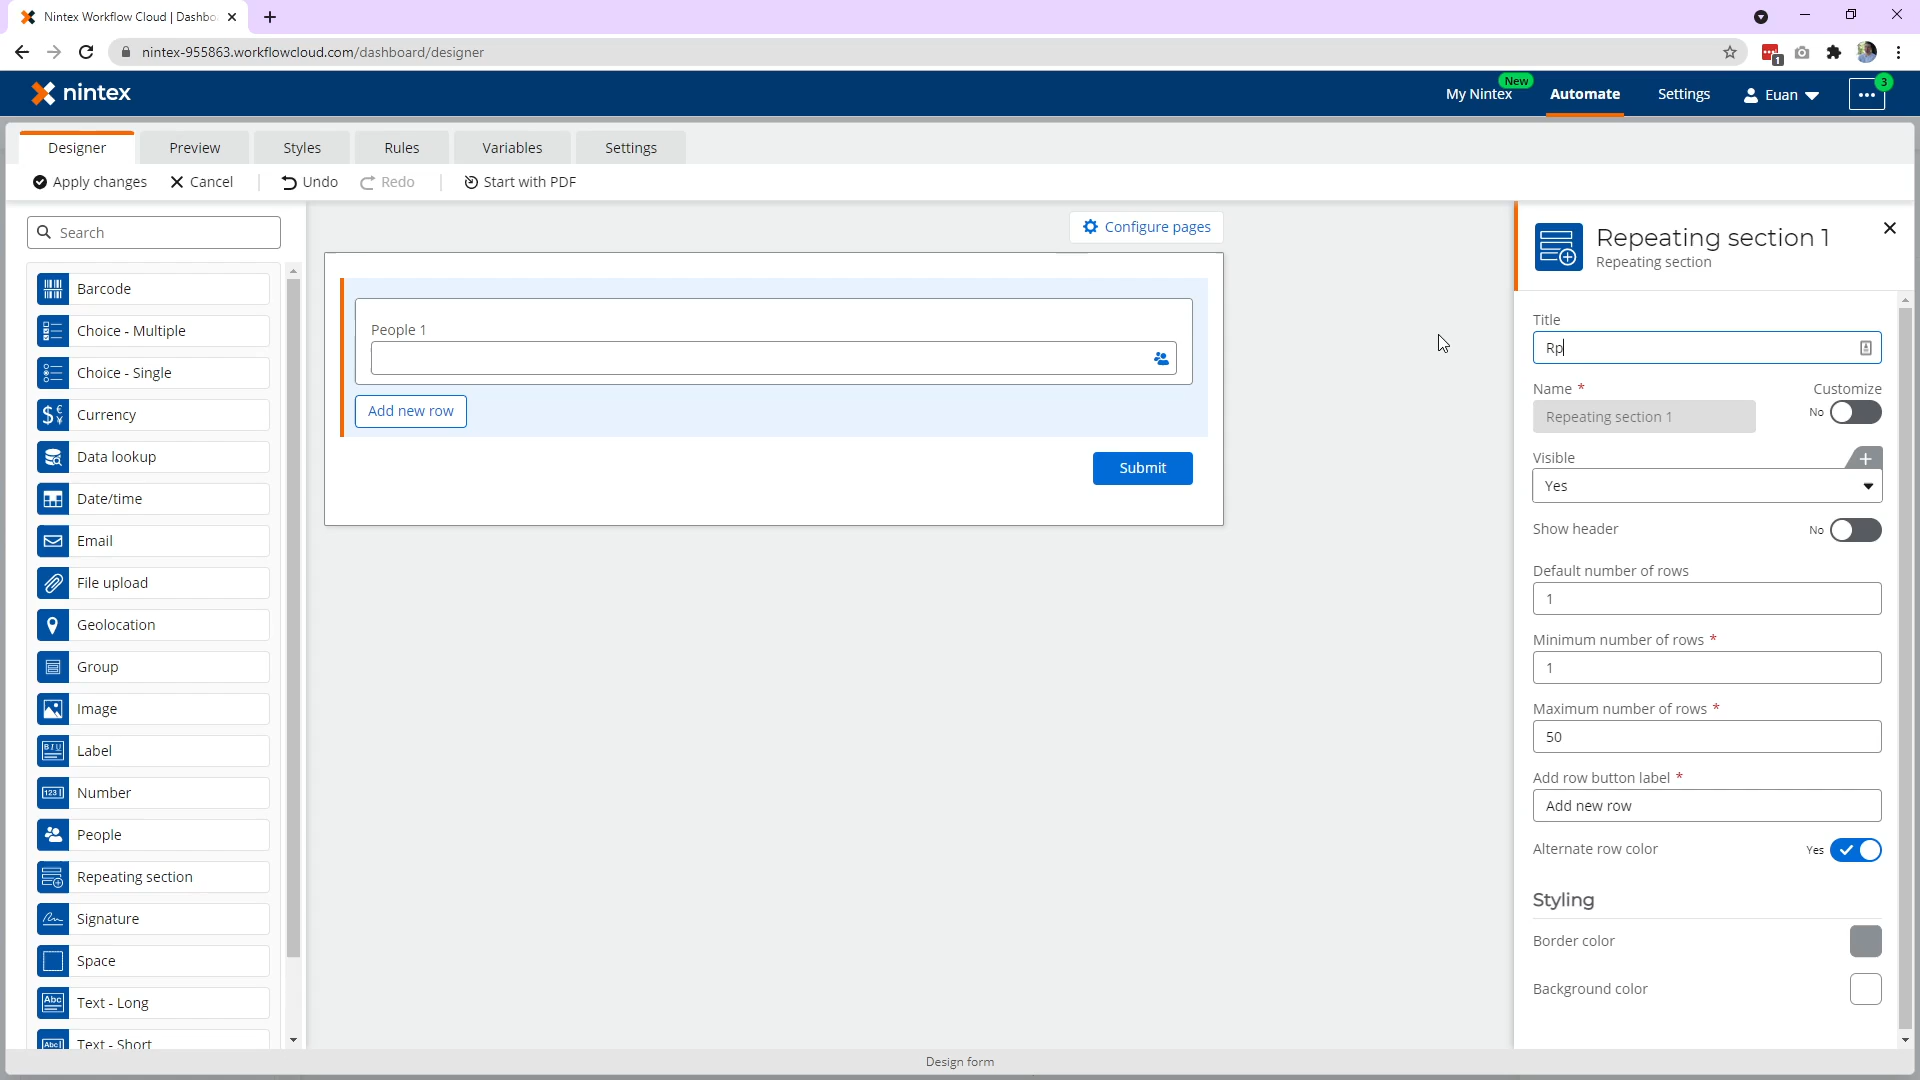 Nintex Workflow Cloud | Dashbo
nintex-955863.workflowcloud.com/dashboard/designer
1
nintex
My Nintex
New
Automate
Settings
Euan
3
Designer
Preview
Styles
Rules
Variables
Settings
Apply changes
Cancel
Undo
Redo
Start with PDF
Search
Barcode
Choice - Multiple
Choice - Single
Currency
Data lookup
Date/time
Email
File upload
Geolocation
Group
Image
Label
Number
People
Repeating section
Signature
Space
Text - Long
Text - Short
Configure pages
People 1
Add new row
Submit
Repeating section 1
Repeating section
Title
Rp
Name *
Customize
Repeating section 1
No
Visible
Yes
Show header
No
Default number of rows
1
Minimum number of rows *
1
Maximum number of rows *
50
Add row button label *
Add new row
Alternate row color
Yes
Styling
Border color
Background color
Design form